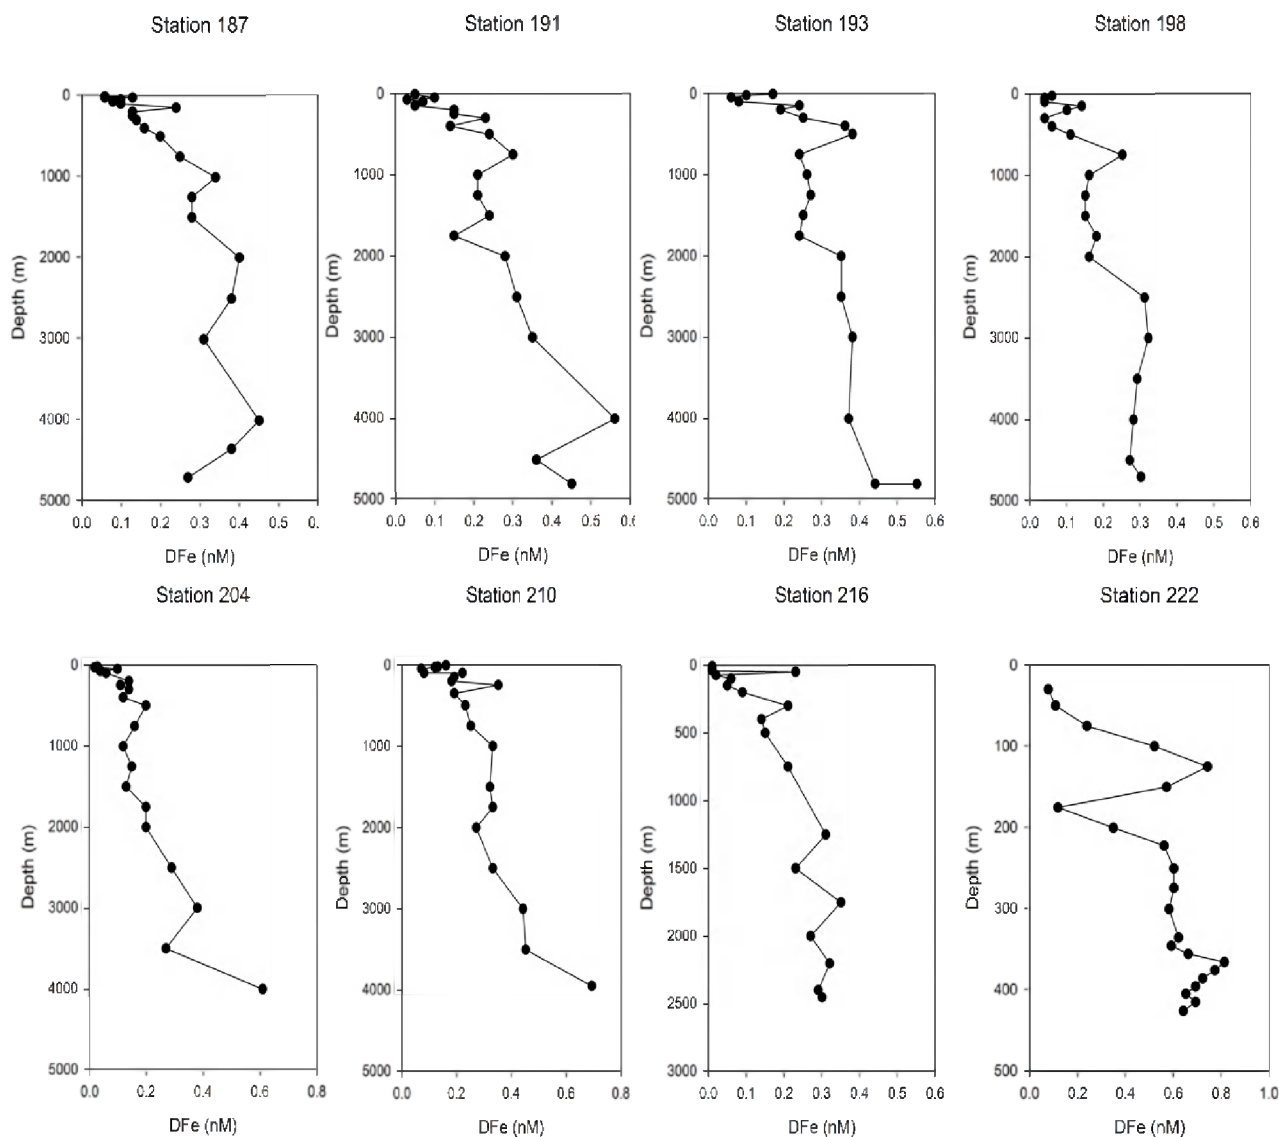 Station 187 Station 191 Station 193 Station 198
0 0 0 0
1000 1000 1000 1000
2000 2000 2000 2000
Depth (m) Depth (m) Depth (m) Depth (m)
3000 3000 3000 3000
4000 4000 4000 4000
5000 5000 5000 5000
0.0 0.1 0.2 0.3 0.4 0.5 0.6 0.0 0.1 0.2 0.3 0.4 0.5 0.6 0.0 0.1 0.2 0.3 0.4 0.5 0.6 0.0 0.1 0.2 0.3 0.4 0.5 0.6
DFe (nM) DFe (nM) DFe (nM) DFe (nM)
Station 204 Station 210 Station 216 Station 222
0 0 0 0
500
1000 1000 100
1000
2000 2000 200
Depth (m) Depth (m) Depth (m) Depth (m)
1500
3000 3000 300
2000
4000 4000 400
2500
5000 5000 3000 500
0.0 0.2 0.4 0.6 0.8 0.0 0.2 0.4 0.6 0.8 0.0 0.1 0.2 0.3 0.4 0.5 0.6 0.0 0.2 0.4 0.6 0.8 1.0
DFe (nM) DFe (nM) DFe (nM) DFe (nM)